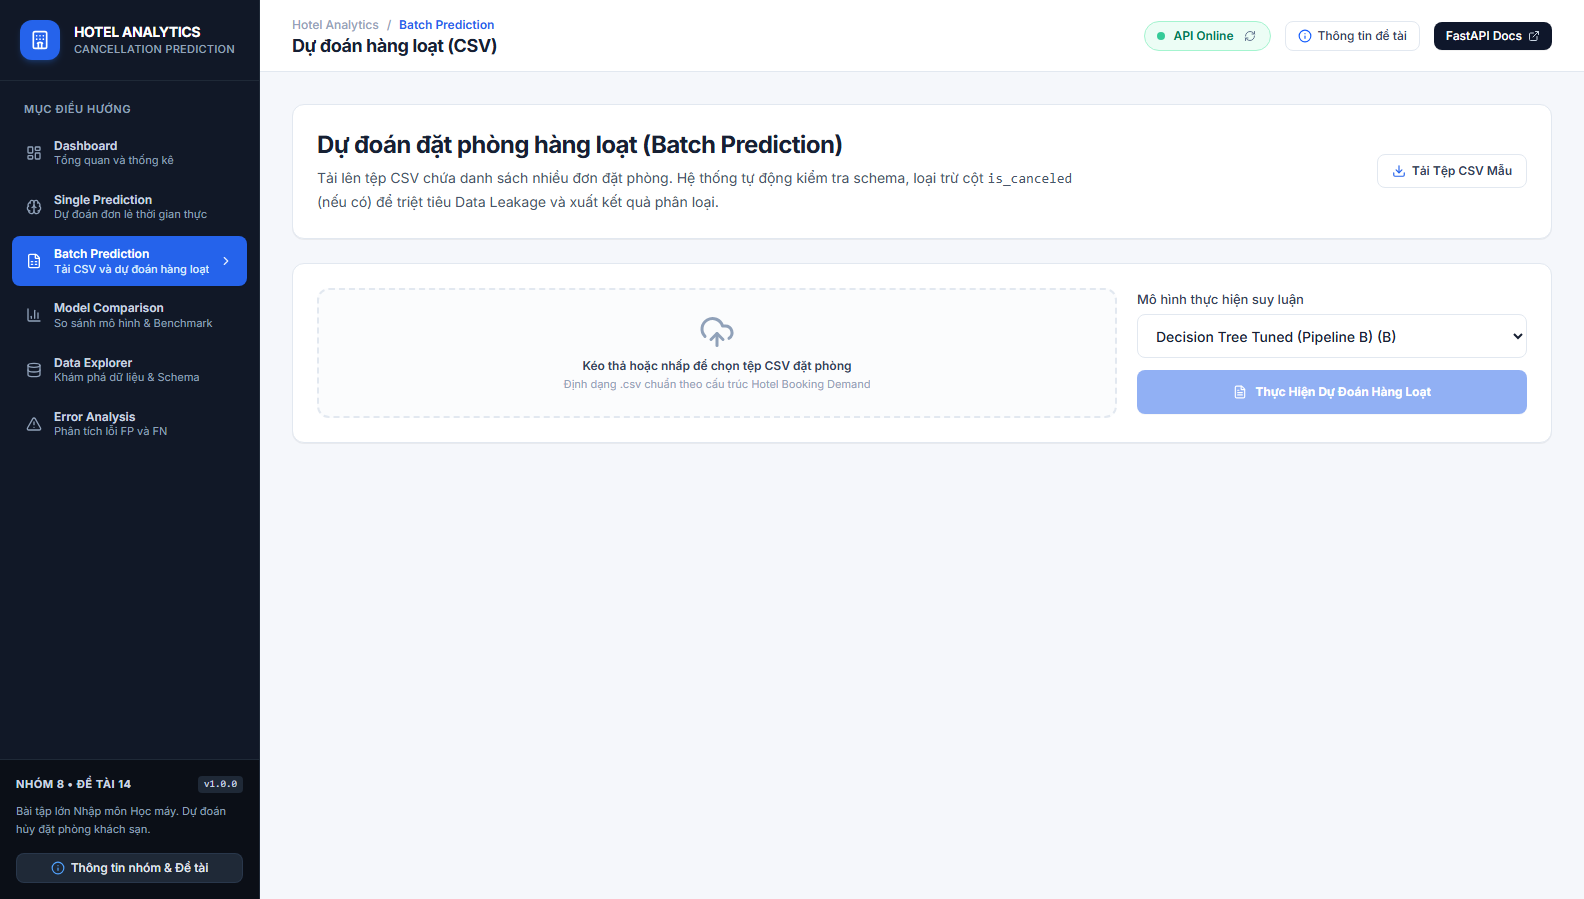 HOTEL ANALYTICS
CANCELLATION PREDICTION
MỤC ĐIỀU HƯỚNG
Dashboard
Tổng quan và thống kê
Single Prediction
Dự đoán đơn lẻ thời gian thực
Batch Prediction
Tải CSV và dự đoán hàng loạt
Model Comparison
So sánh mô hình & Benchmark
Data Explorer
Khám phá dữ liệu & Schema
Error Analysis
Phân tích lỗi FP và FN
NHÓM 8 • ĐỀ TÀI 14
v1.0.0
Bài tập lớn Nhập môn Học máy. Dự đoán
hủy đặt phòng khách sạn.
Thông tin nhóm & Đề tài
Hotel Analytics / Batch Prediction
Dự đoán hàng loạt (CSV)
API Online
Thông tin đề tài
FastAPI Docs
Dự đoán đặt phòng hàng loạt (Batch Prediction)
Tải lên tệp CSV chứa danh sách nhiều đơn đặt phòng. Hệ thống tự động kiểm tra schema, loại trừ cột is_canceled
(nếu có) để triệt tiêu Data Leakage và xuất kết quả phân loại.
Tải Tệp CSV Mẫu
Kéo thả hoặc nhấp để chọn tệp CSV đặt phòng
Định dạng .csv chuẩn theo cấu trúc Hotel Booking Demand
Mô hình thực hiện suy luận
Decision Tree Tuned (Pipeline B) (B)
Thực Hiện Dự Đoán Hàng Loạt